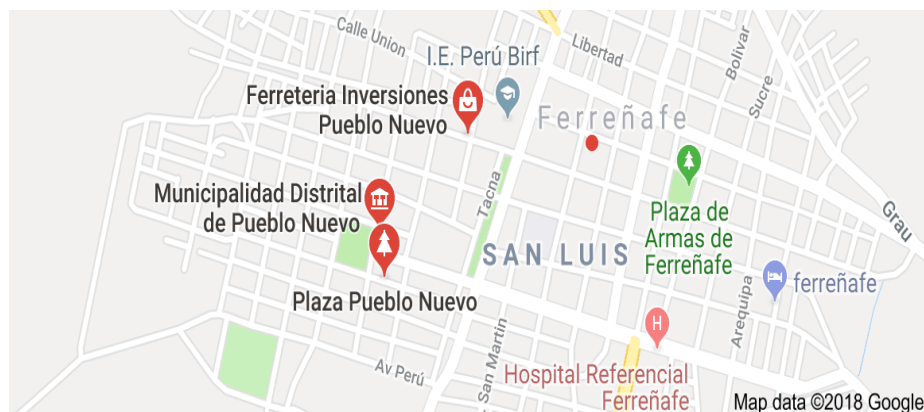 Calle Union
Libertad
Bolivar
I.E. Perú Birf
Sucre
Ferreteria Inversiones
Pueblo Nuevo
Ferreñafe
Tacna
Municipalidad Distrital
de Pueblo Nuevo
Grau
Plaza de
Armas de
Ferreñafe
SAN LUIS
ferreñafe
Plaza Pueblo Nuevo
Arequipa
San Martin
H
Av Perú
Hospital Referencial
Ferreñafe
Map data ©2018 Google